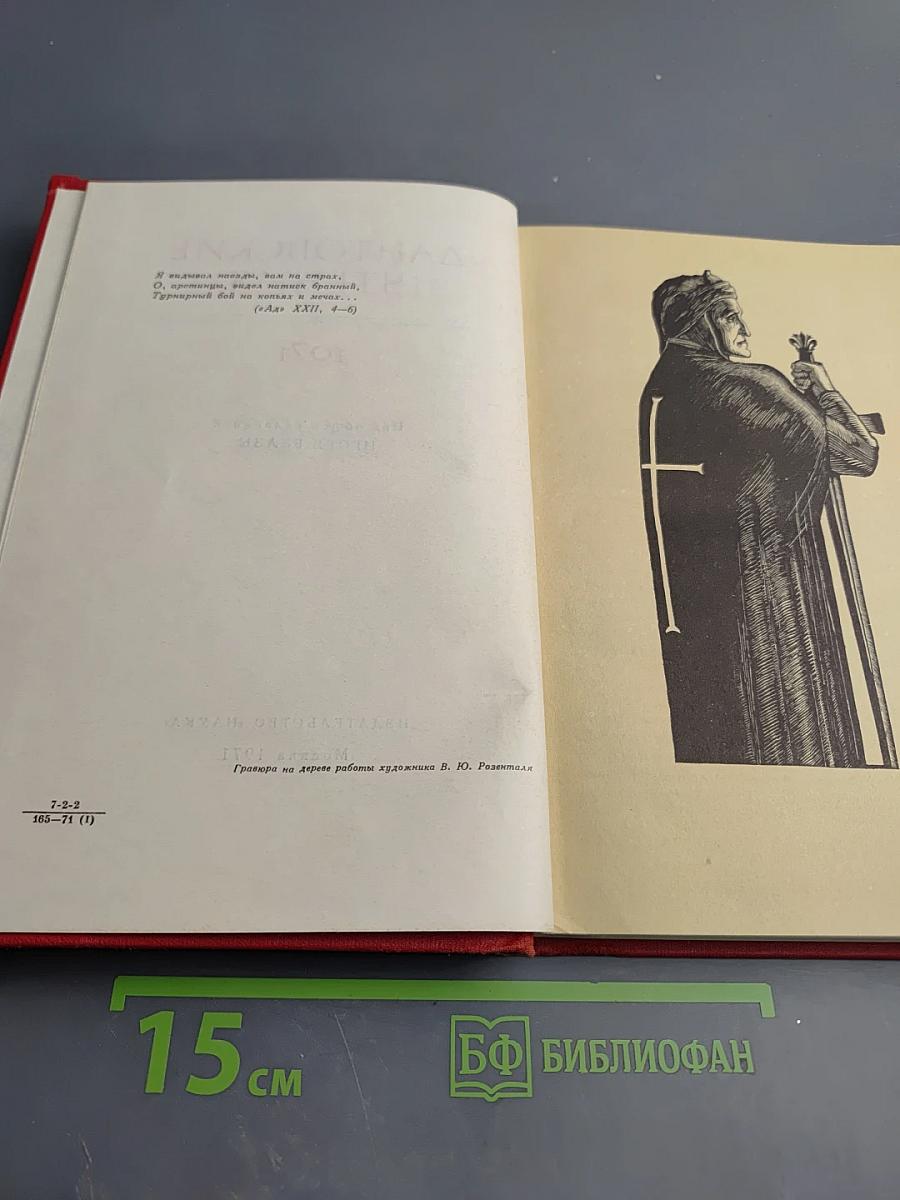 Я видывал наезды, вам на страх,
О, аретинцы, видел натиск бранный,
Турнирный бой на копьях и мечах...
(«Ад» XXII, 4—6)
Гравюра на дереве работы художника В. Ю. Розенталя
7-2-2
165—71 (I)
15 см
БФ БИБЛИОФАН